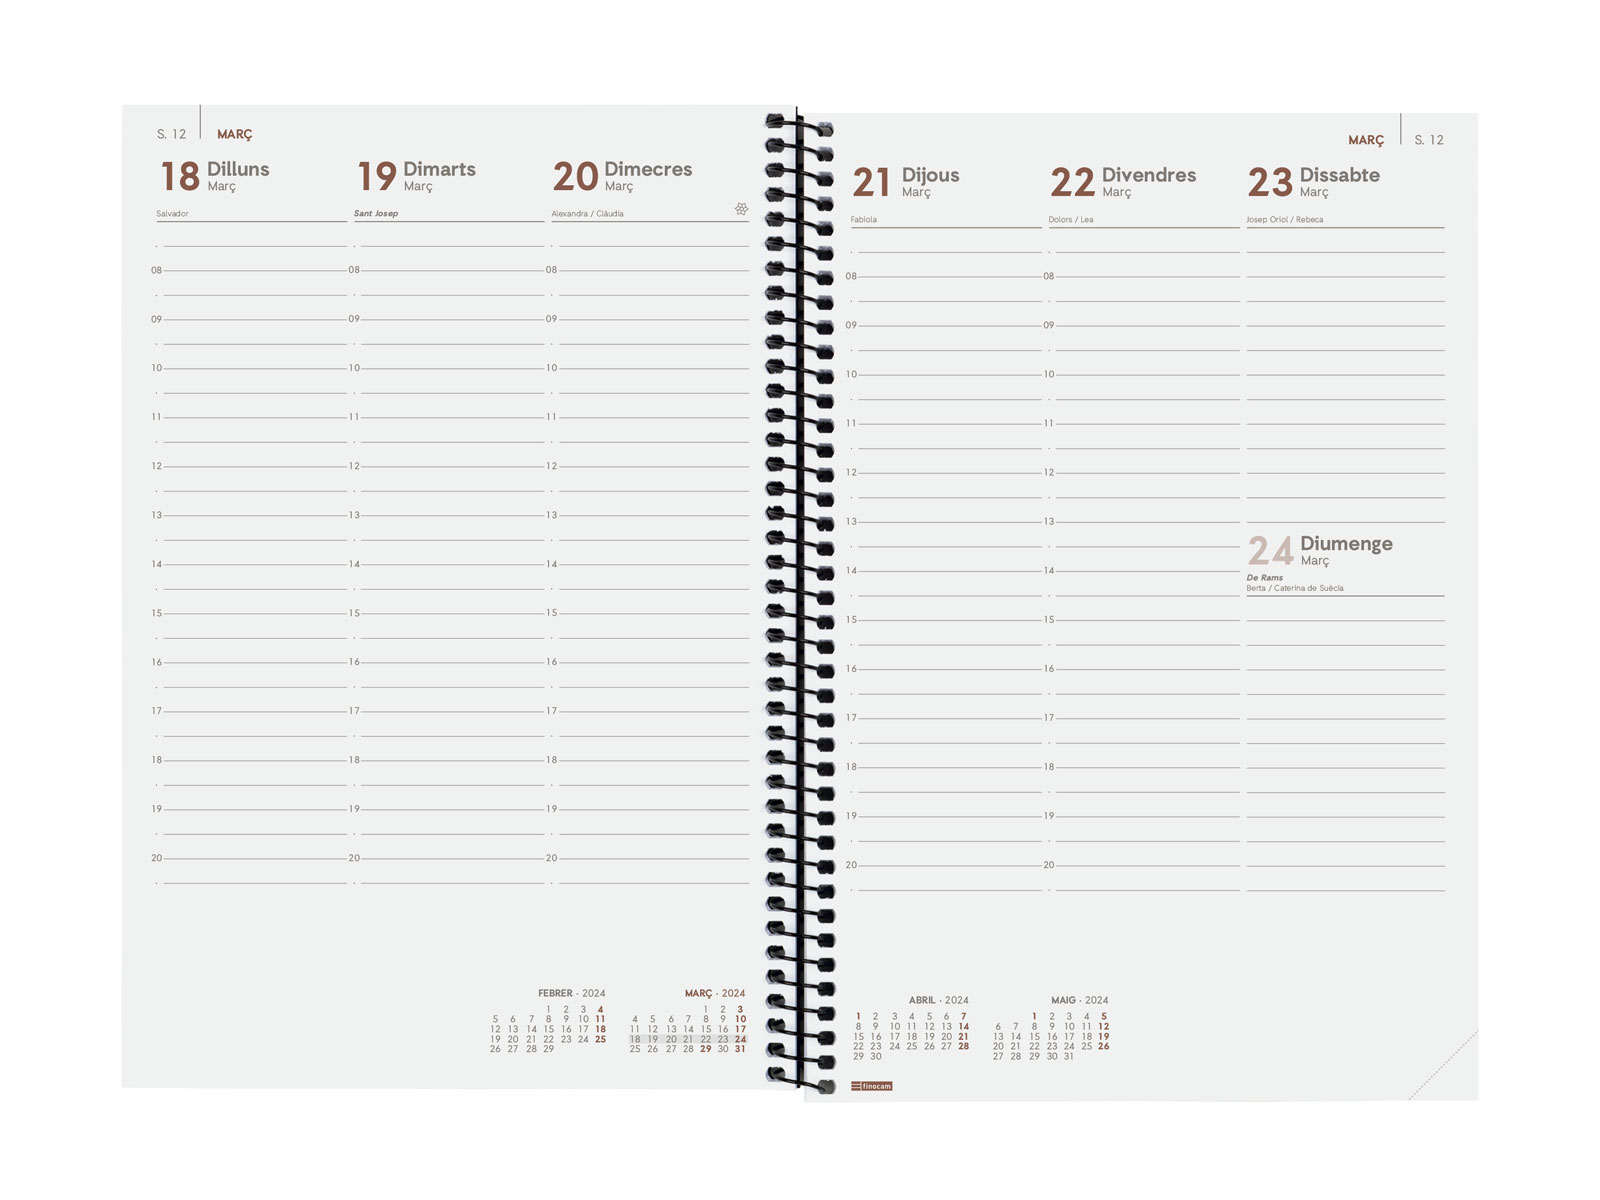 S. 12 MARÇ
18 Dilluns
Març
Salvador
19 Dimarts
Març
Sant Josep
20 Dimecres
Març
Alexandra / Clàudia
08 08 08
09 09 09
10 10 10
11 11 11
12 12 12
13 13 13
14 14 14
15 15 15
16 16 16
17 17 17
18 18 18
19 19 19
20 20 20
FEBRER · 2024
1 2 3 4
5 6 7 8 9 10 11
12 13 14 15 16 17 18
19 20 21 22 23 24 25
26 27 28 29
MARÇ · 2024
1 2 3
4 5 6 7 8 9 10
11 12 13 14 15 16 17
18 19 20 21 22 23 24
25 26 27 28 29 30 31
MARÇ S. 12
21 Dijous
Març
Fabiola
22 Divendres
Març
Dolors / Lea
23 Dissabte
Març
Josep Oriol / Rebeca
08 08
09 09
10 10
11 11
12 12
13 13
14 14
15 15
16 16
17 17
18 18
19 19
20 20
24 Diumenge
Març
De Rams
Berta / Caterina de Suècia
ABRIL · 2024
1 2 3 4 5 6 7
8 9 10 11 12 13 14
15 16 17 18 19 20 21
22 23 24 25 26 27 28
29 30
MAIG · 2024
1 2 3 4 5
6 7 8 9 10 11 12
13 14 15 16 17 18 19
20 21 22 23 24 25 26
27 28 29 30 31
finocam